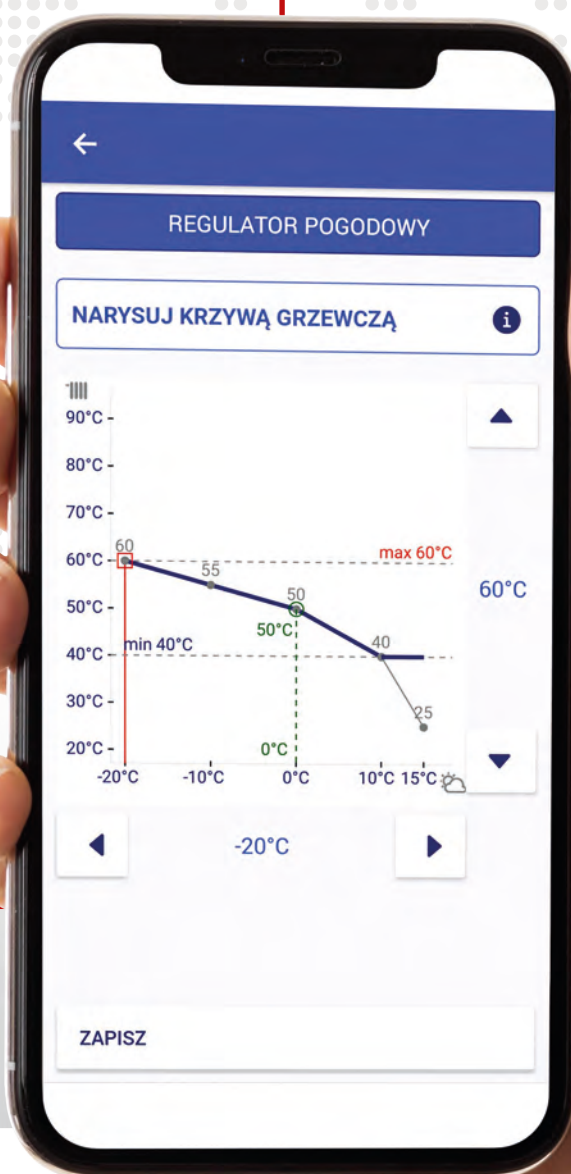 REGULATOR POGODOWY
NARYSUJ KRZYWĄ GRZEWCZĄ
90°C
80°C
70°C
60°C
50°C
40°C
30°C
20°C
60
55
50
40
25
max 60°C
min 40°C
50°C
0°C
60°C
-20°C
-10°C
0°C
10°C
15°C
-20°C
ZAPISZ